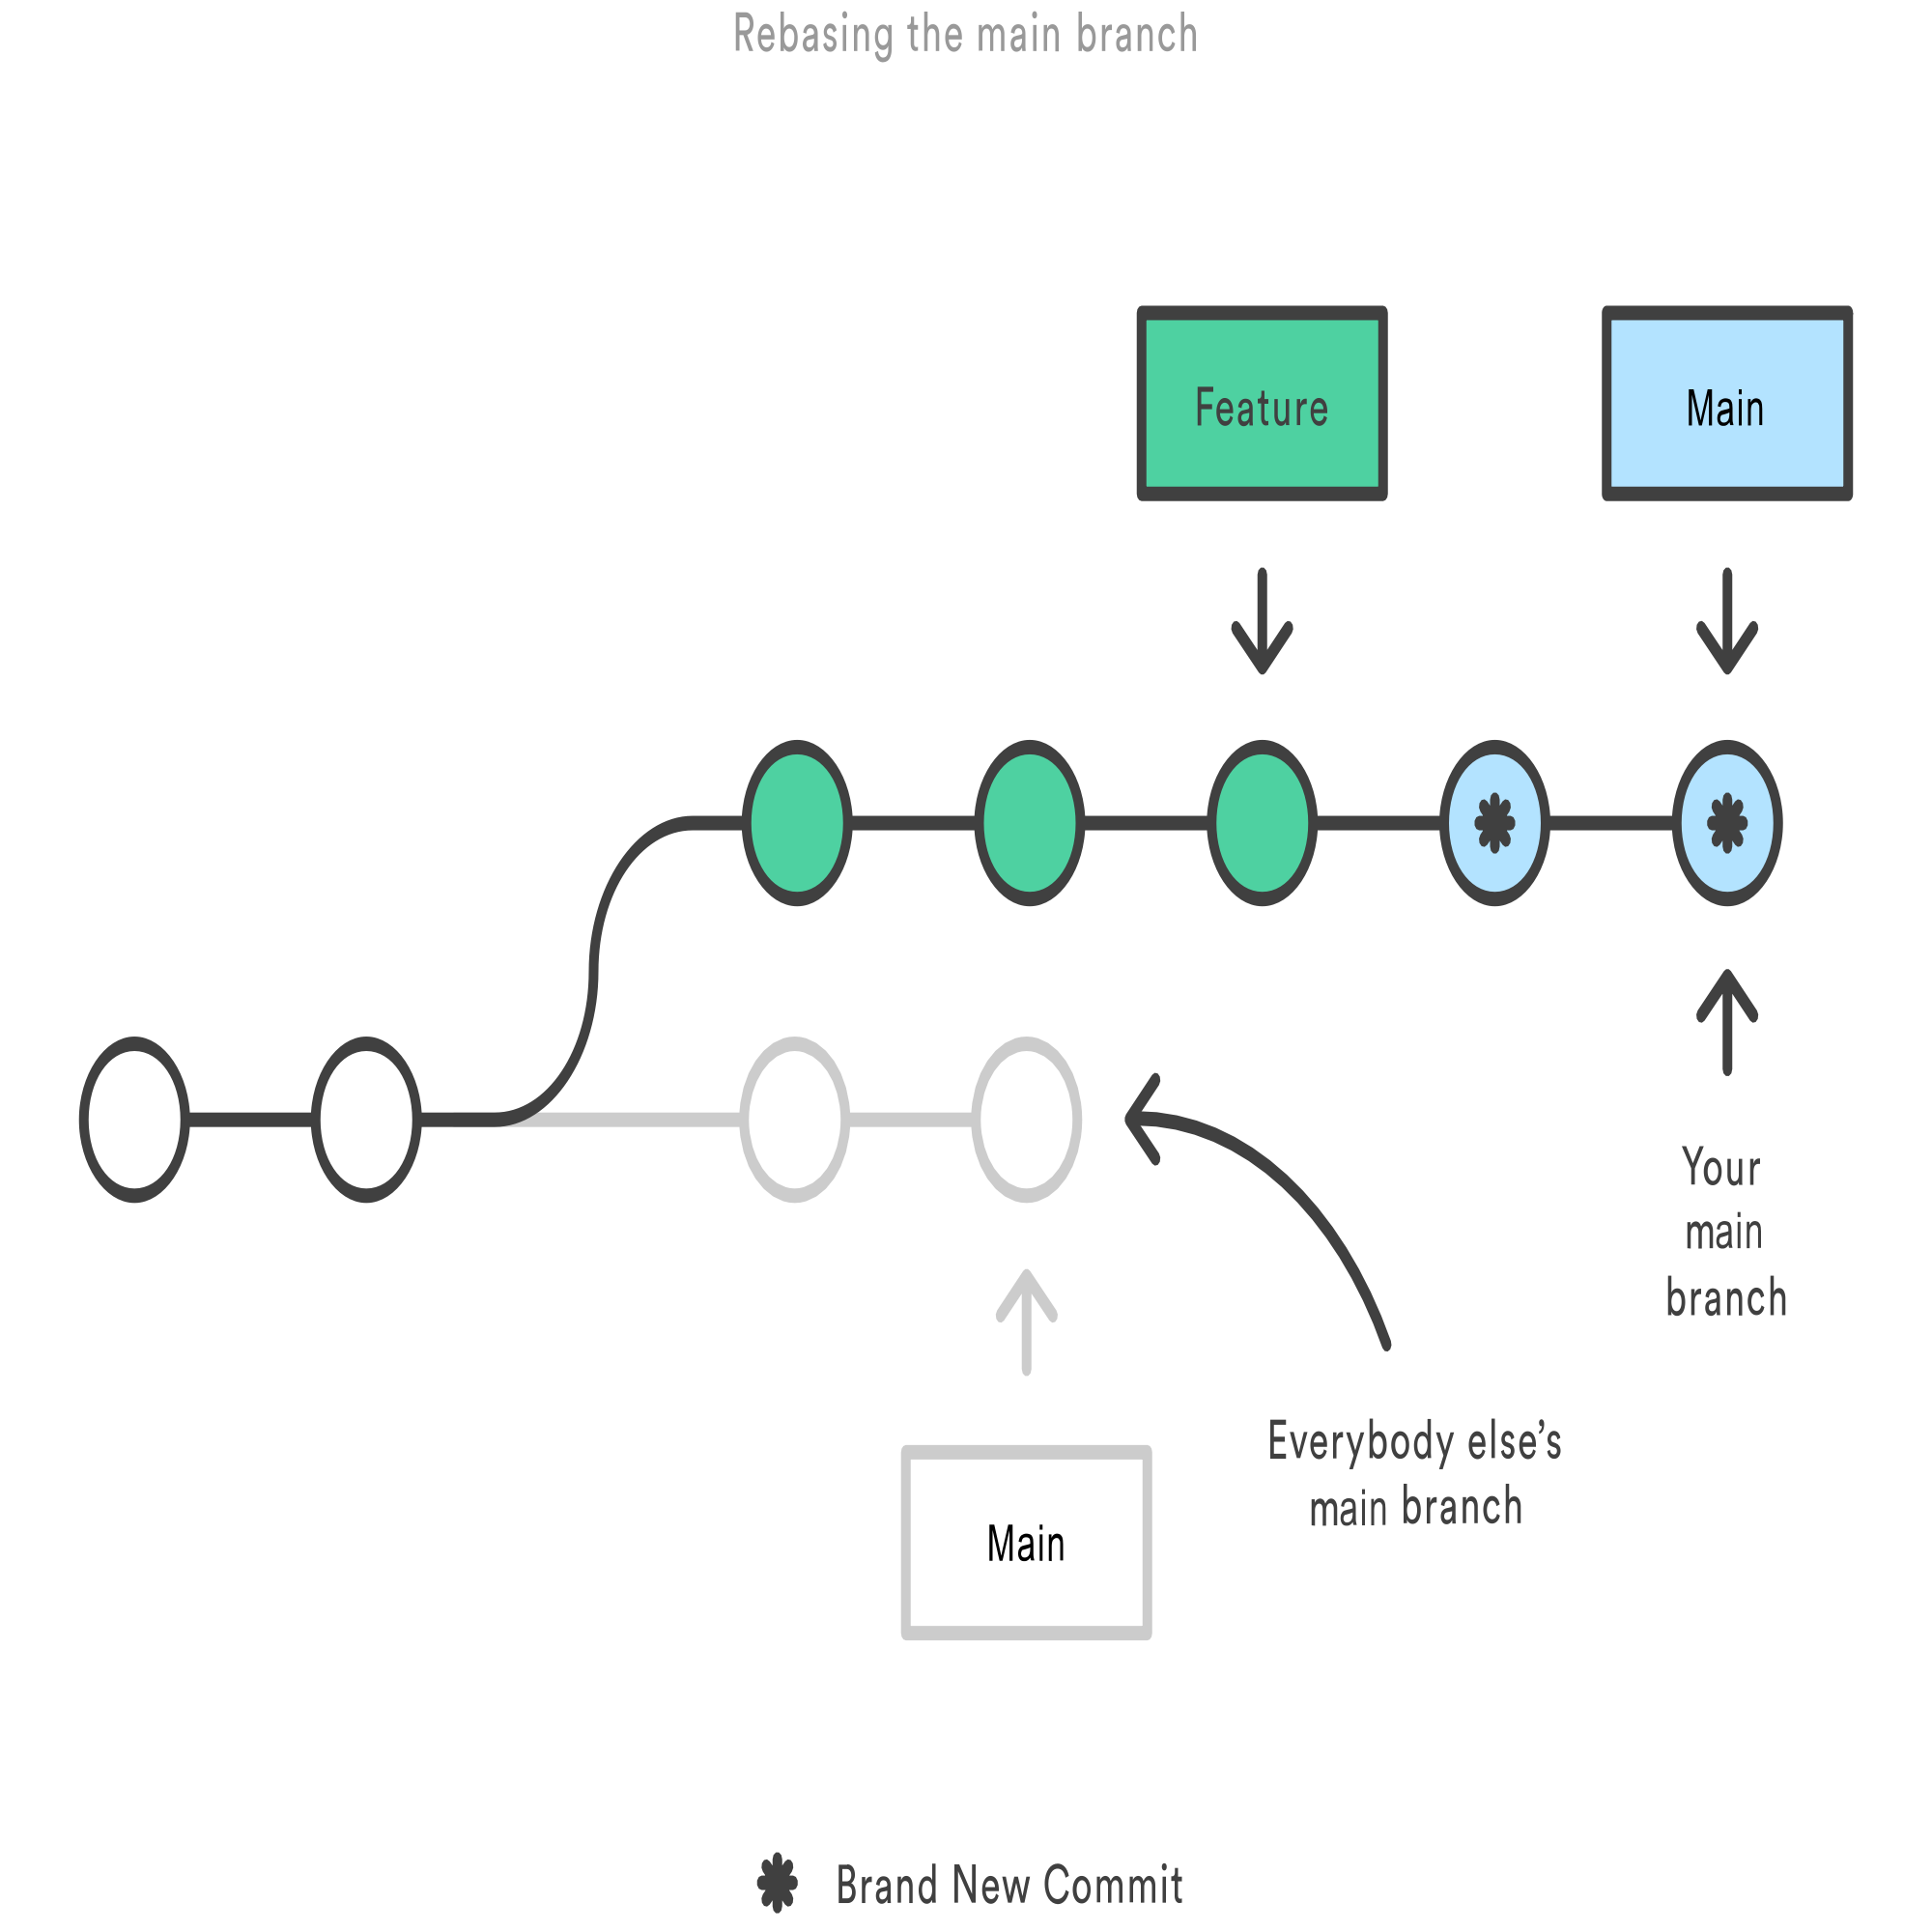 Rebasing the main branch
Feature
Main
Your
main
branch
Everybody else’s
main branch
Main
Brand New Commit